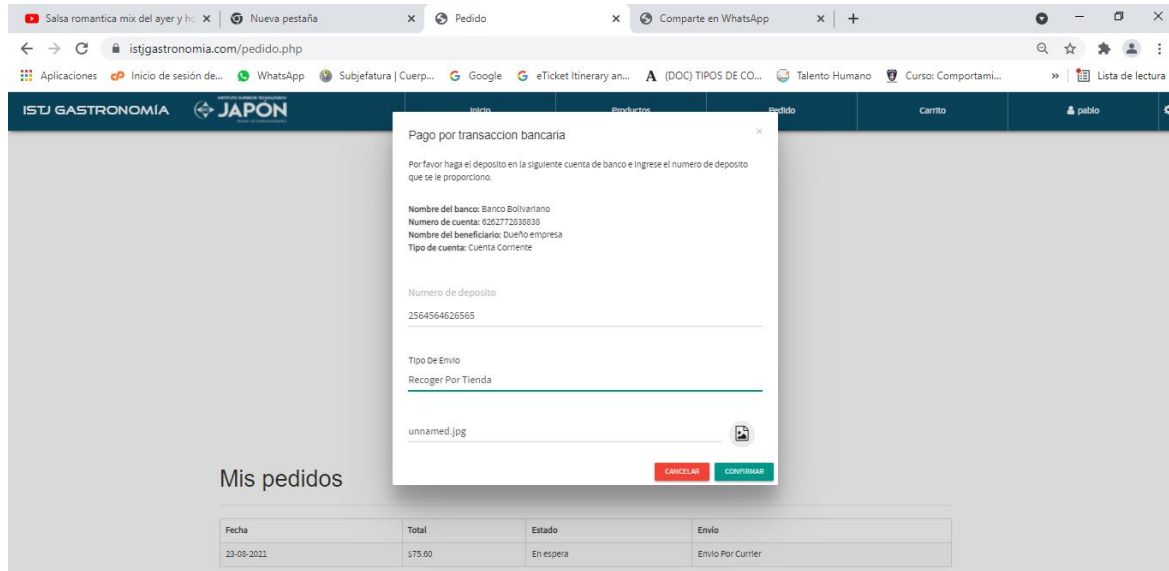 Salsa romantica mix del ayer y ho
Nueva pestaña
Pedido
Comparte en WhatsApp
istjgastronomia.com/pedido.php
Aplicaciones
Inicio de sesión de...
WhatsApp
Subjefatura | Cuerp...
Google
eTicket Itinerary an...
(DOC) TIPOS DE CO...
Talento Humano
Curso: Comportami...
»
Lista de lectura
ISTJ GASTRONOMÍA
JAPÓN
Inicio
Productos
Pedido
Carrito
pablo
Pago por transaccion bancaria
Por favor haga el deposito en la siguiente cuenta de banco e ingrese el numero de deposito
que se le proporciono.
Nombre del banco: Banco Bolivariano
Numero de cuenta: 6262772838838
Nombre del beneficiario: Dueño empresa
Tipo de cuenta: Cuenta Corriente
Numero de deposito
2564564626565
Tipo De Envio
Recoger Por Tienda
unnamed.jpg
CANCELAR
CONFIRMAR
Mis pedidos
Fecha Total Estado Envío
23-08-2021 $75.60 En espera Envio Por Currier